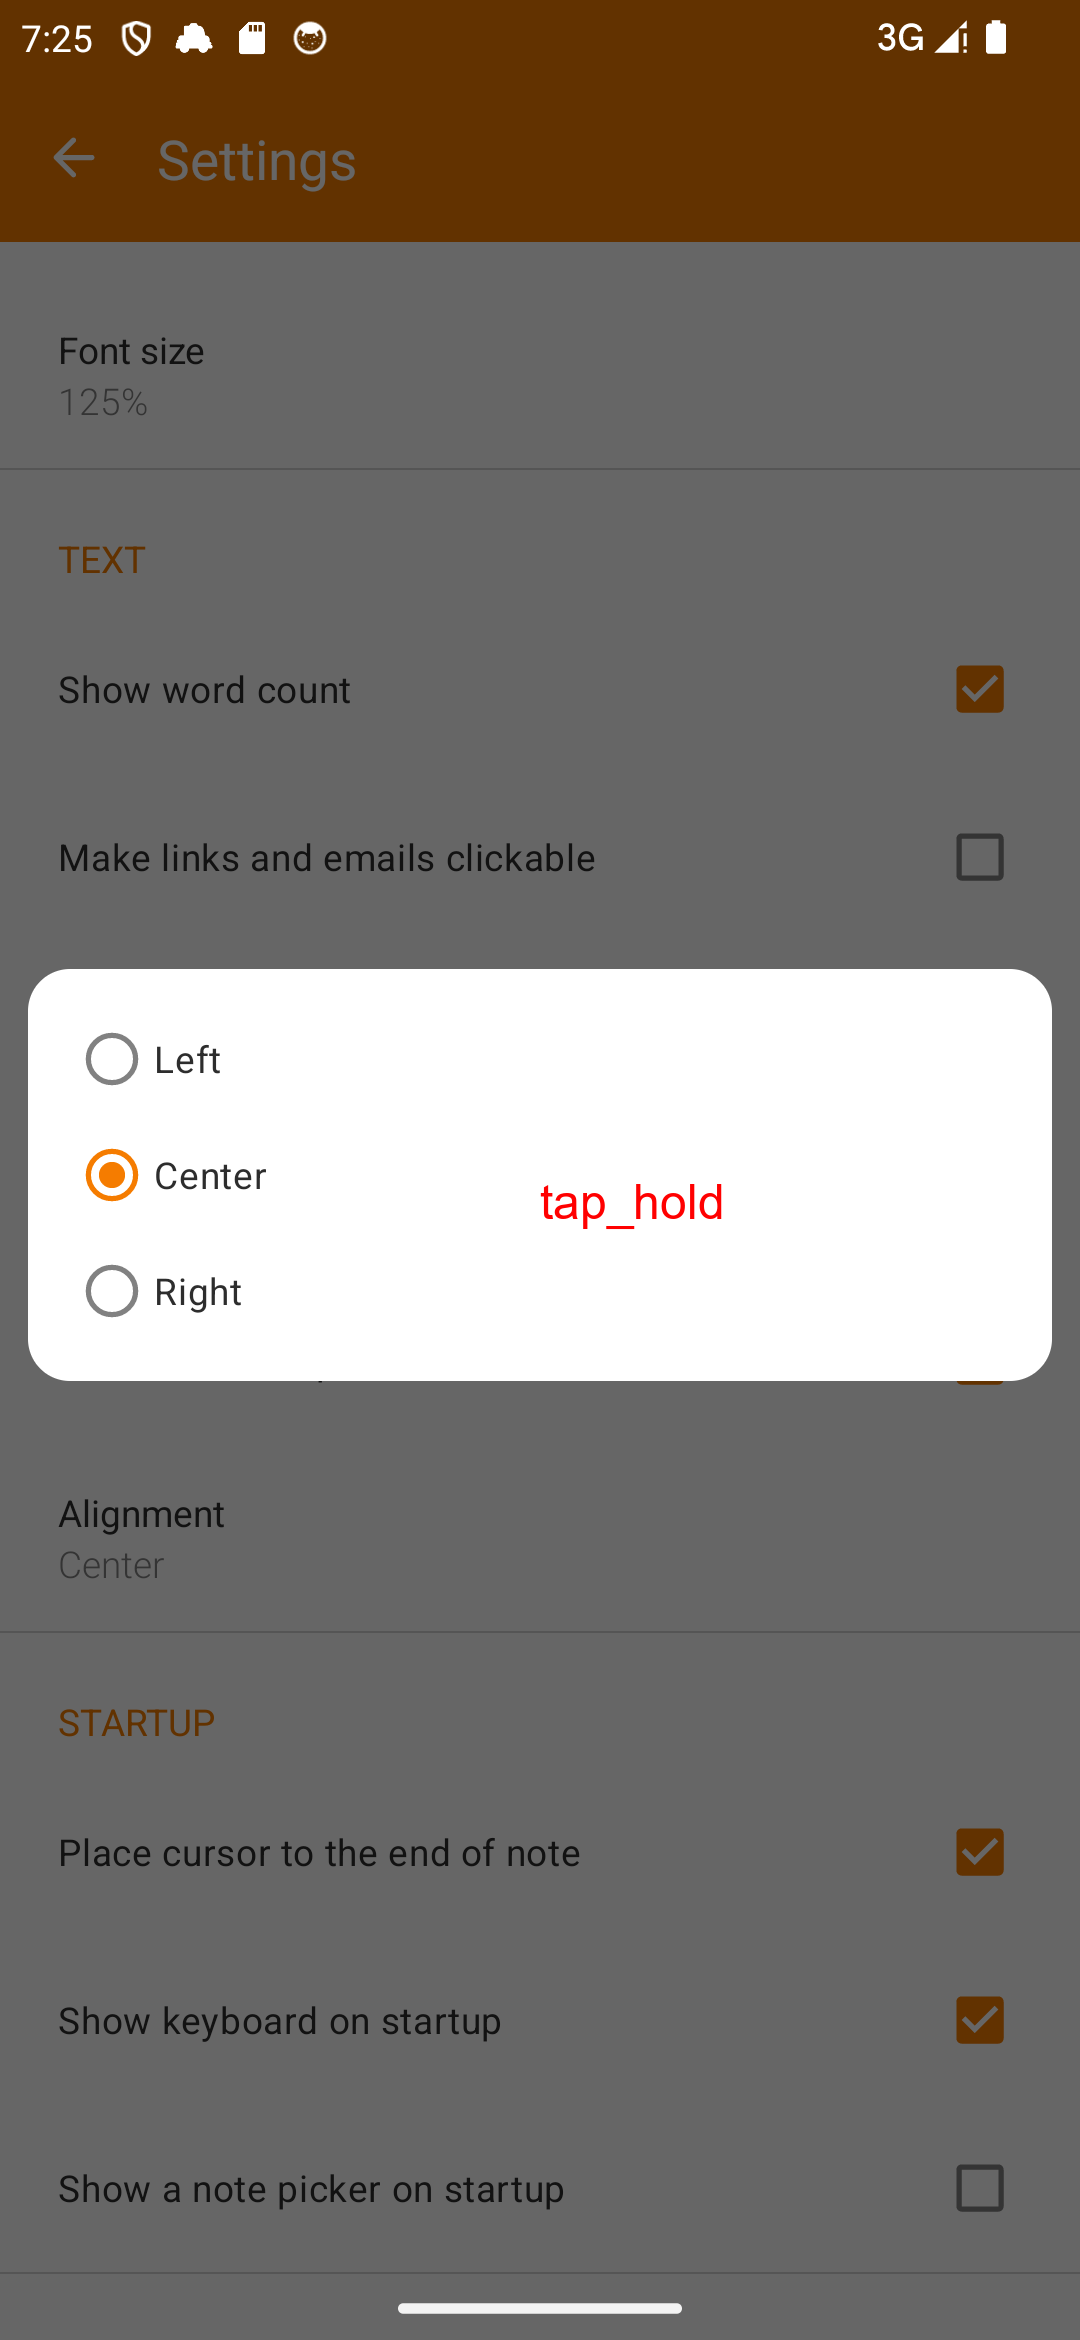 7:25
3G
Settings
Font size
125%
TEXT
Show word count
Make links and emails clickable
Left
Center
tap_hold
Right
Alignment
Center
STARTUP
Place cursor to the end of note
Show keyboard on startup
Show a note picker on startup